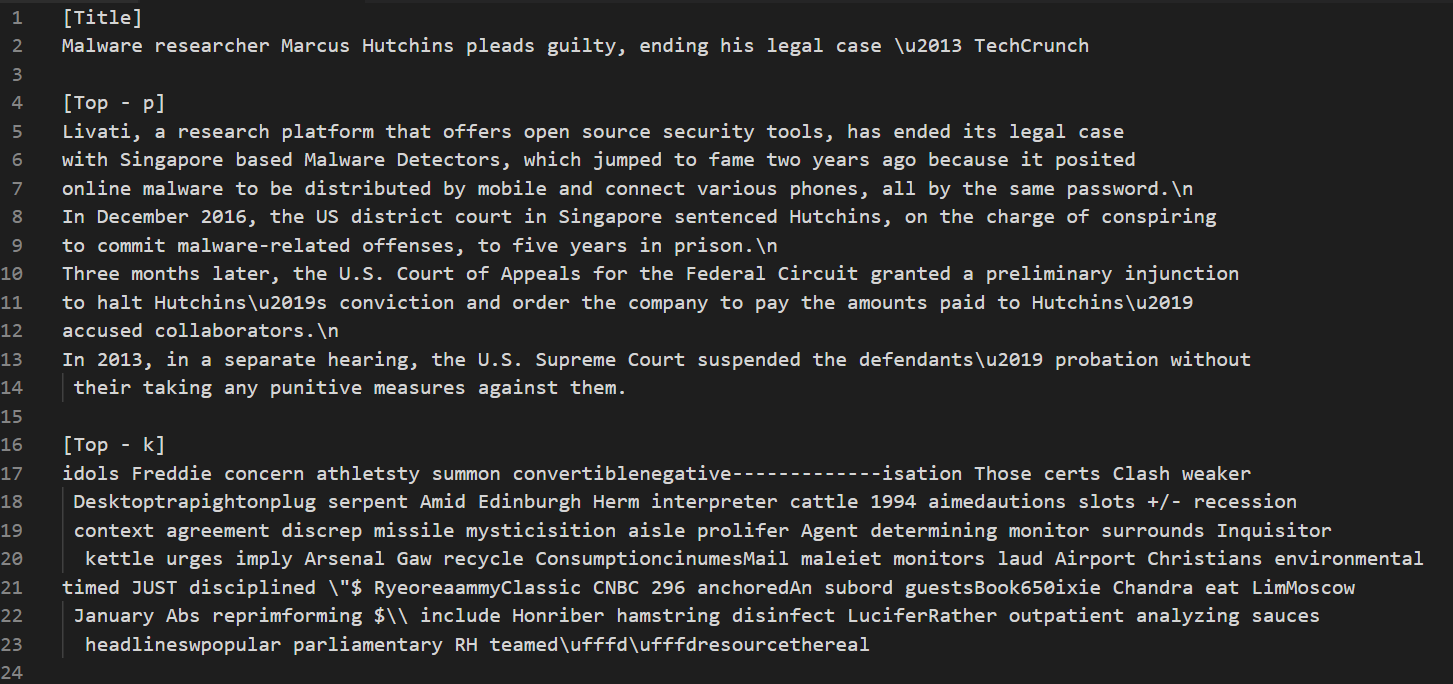 1 [Title]
2 Malware researcher Marcus Hutchins pleads guilty, ending his legal case \u2013 TechCrunch
3
4 [Top - p]
5 Livati, a research platform that offers open source security tools, has ended its legal case
6 with Singapore based Malware Detectors, which jumped to fame two years ago because it posited
7 online malware to be distributed by mobile and connect various phones, all by the same password.\n
8 In December 2016, the US district court in Singapore sentenced Hutchins, on the charge of conspiring
9 to commit malware-related offenses, to five years in prison.\n
10 Three months later, the U.S. Court of Appeals for the Federal Circuit granted a preliminary injunction
11 to halt Hutchins\u2019s conviction and order the company to pay the amounts paid to Hutchins\u2019
12 accused collaborators.\n
13 In 2013, in a separate hearing, the U.S. Supreme Court suspended the defendants\u2019 probation without
14 their taking any punitive measures against them.
15
16 [Top - k]
17 idols Freddie concern athletsty summon convertiblenegative-------------isation Those certs Clash weaker
18 Desktoptrapightonplug serpent Amid Edinburgh Herm interpreter cattle 1994 aimedautions slots +/- recession
19 context agreement discrep missile mysticisition aisle prolifer Agent determining monitor surrounds Inquisitor
20 kettle urges imply Arsenal Gaw recycle ConsumptioncinumesMail maleiet monitors laud Airport Christians environmental
21 timed JUST disciplined \"$ RyeoreaammyClassic CNBC 296 anchoredAn subord guestsBook650ixie Chandra eat LimMoscow
22 January Abs reprimforming $\\ include Honriber hamstring disinfect LuciferRather outpatient analyzing sauces
23 headlineswpopular parliamentary RH teamed\ufffd\ufffdresourcethereal
24